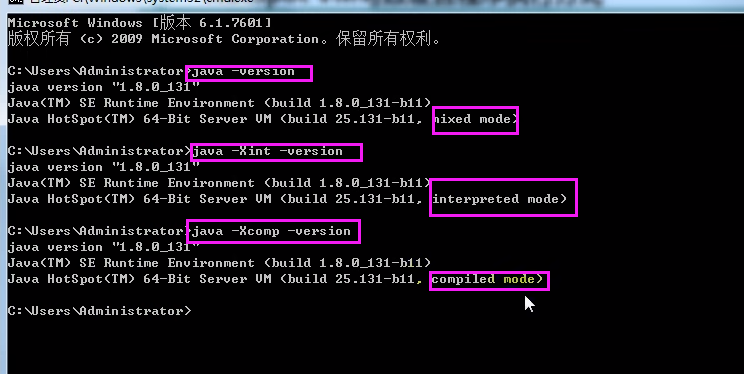 Microsoft Windows [版本 6.1.7601]
版权所有 (c) 2009 Microsoft Corporation。保留所有权利。
C:\Users\Administrator>java -version
java version "1.8.0_131"
Java(TM) SE Runtime Environment (build 1.8.0_131-b11)
Java HotSpot(TM) 64-Bit Server VM (build 25.131-b11, mixed mode)
C:\Users\Administrator>java -Xint -version
java version "1.8.0_131"
Java(TM) SE Runtime Environment (build 1.8.0_131-b11)
Java HotSpot(TM) 64-Bit Server VM (build 25.131-b11, interpreted mode)
C:\Users\Administrator>java -Xcomp -version
java version "1.8.0_131"
Java(TM) SE Runtime Environment (build 1.8.0_131-b11)
Java HotSpot(TM) 64-Bit Server VM (build 25.131-b11, compiled mode)
C:\Users\Administrator>